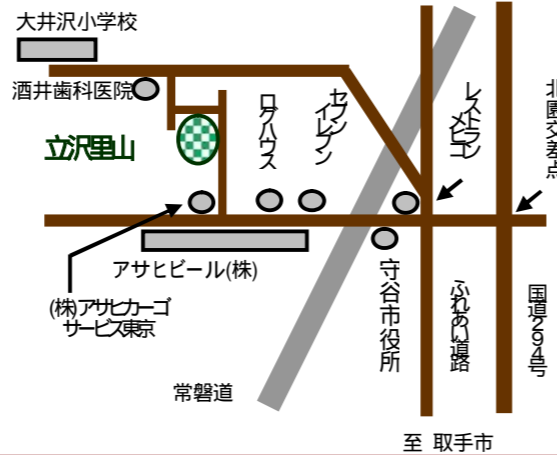 大井沢小学校
酒井歯科医院
立沢里山
ログハウス
セブン
イレブン
レストラン
メヒコ
北園交差点
アサヒビール(株)
(株)アサヒカーゴ
サービス東京
守谷市役所
ふれあい道路
国道294号
常磐道
至 取手市